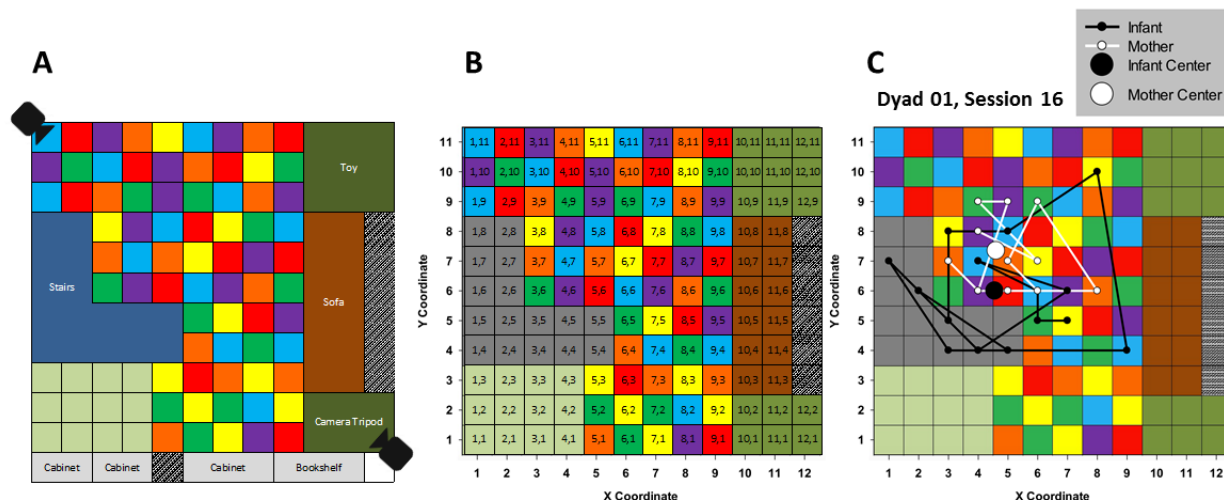 A
Toy
Stairs
Sofa
Camera Tripod
Cabinet Cabinet Cabinet Bookshelf
B
11 1,11 2,11 3,11 4,11 5,11 6,11 7,11 8,11 9,11 10,11 11,11 12,11
10 1,10 2,10 3,10 4,10 5,10 6,10 7,10 8,10 9,10 10,10 11,10 12,10
9 1,9 2,9 3,9 4,9 5,9 6,9 7,9 8,9 9,9 10,9 11,9 12,9
8 1,8 2,8 3,8 4,8 5,8 6,8 7,8 8,8 9,8 10,8 11,8
7 1,7 2,7 3,7 4,7 5,7 6,7 7,7 8,7 9,7 10,7 11,7
6 1,6 2,6 3,6 4,6 5,6 6,6 7,6 8,6 9,6 10,6 11,6
5 1,5 2,5 3,5 4,5 5,5 6,5 7,5 8,5 9,5 10,5 11,5
4 1,4 2,4 3,4 4,4 5,4 6,4 7,4 8,4 9,4 10,4 11,4
3 1,3 2,3 3,3 4,3 5,3 6,3 7,3 8,3 9,3 10,3 11,3
2 1,2 2,2 3,2 4,2 5,2 6,2 7,2 8,2 9,2 10,2 11,2 12,2
1 1,1 2,1 3,1 4,1 5,1 6,1 7,1 8,1 9,1 10,1 11,1 12,1
1 2 3 4 5 6 7 8 9 10 11 12
X Coordinate
Y Coordinate
C
Infant
Mother
Infant Center
Mother Center
Dyad 01, Session 16
11
10
9
8
7
6
5
4
3
2
1
1 2 3 4 5 6 7 8 9 10 11 12
X Coordinate
Y Coordinate